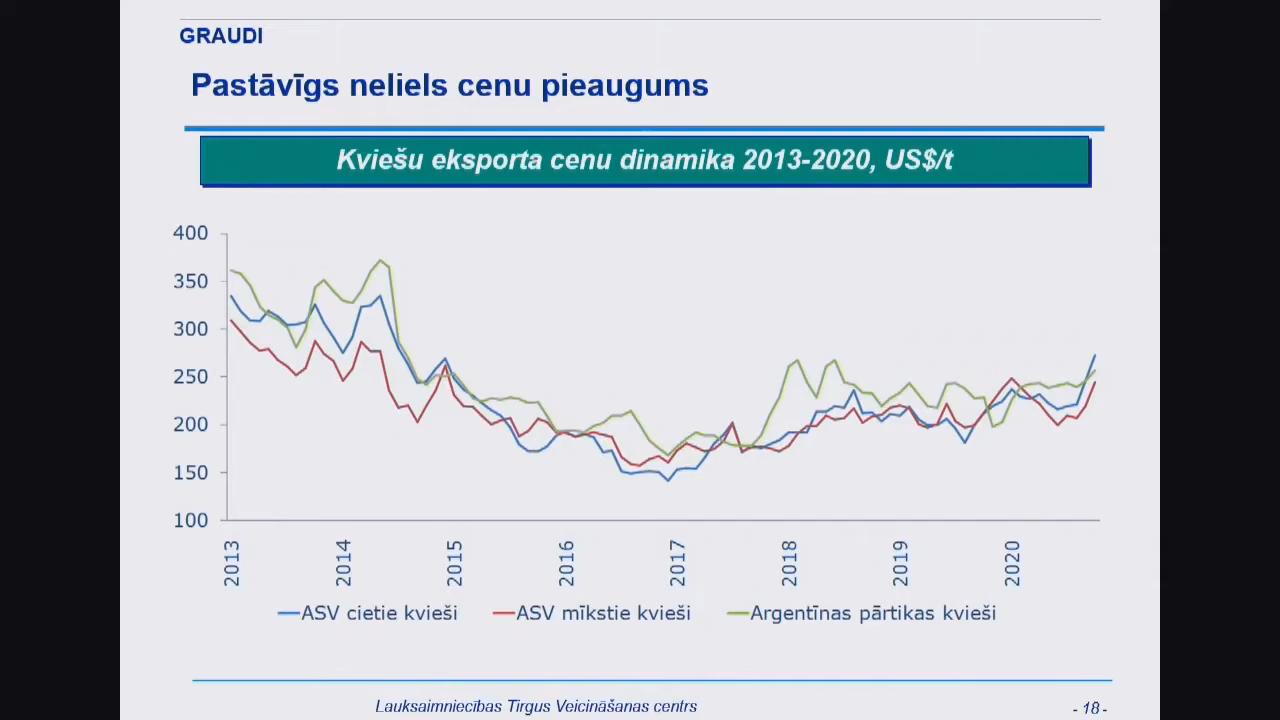 GRAUDI
Pastāvīgs neliels cenu pieaugums
Kviešu eksporta cenu dinamika 2013-2020, US$/t
400
350
300
250
200
150
100
2013 2014 2015 2016 2017 2018 2019 2020
ASV cietie kvieši ASV mīkstie kvieši Argentīnas pārtikas kvieši
Lauksaimniecības Tirgus Veicināšanas centrs - 18 -